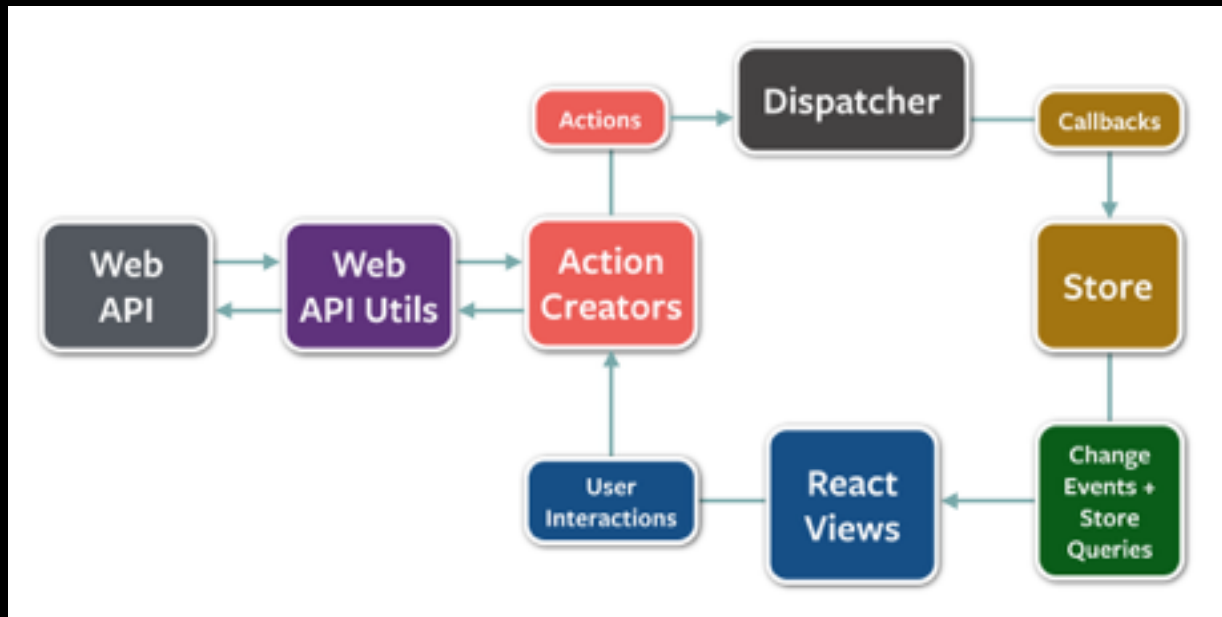 Dispatcher
Actions
Callbacks
Web
API
Web
API Utils
Action
Creators
Store
User
Interactions
React
Views
Change
Events +
Store
Queries